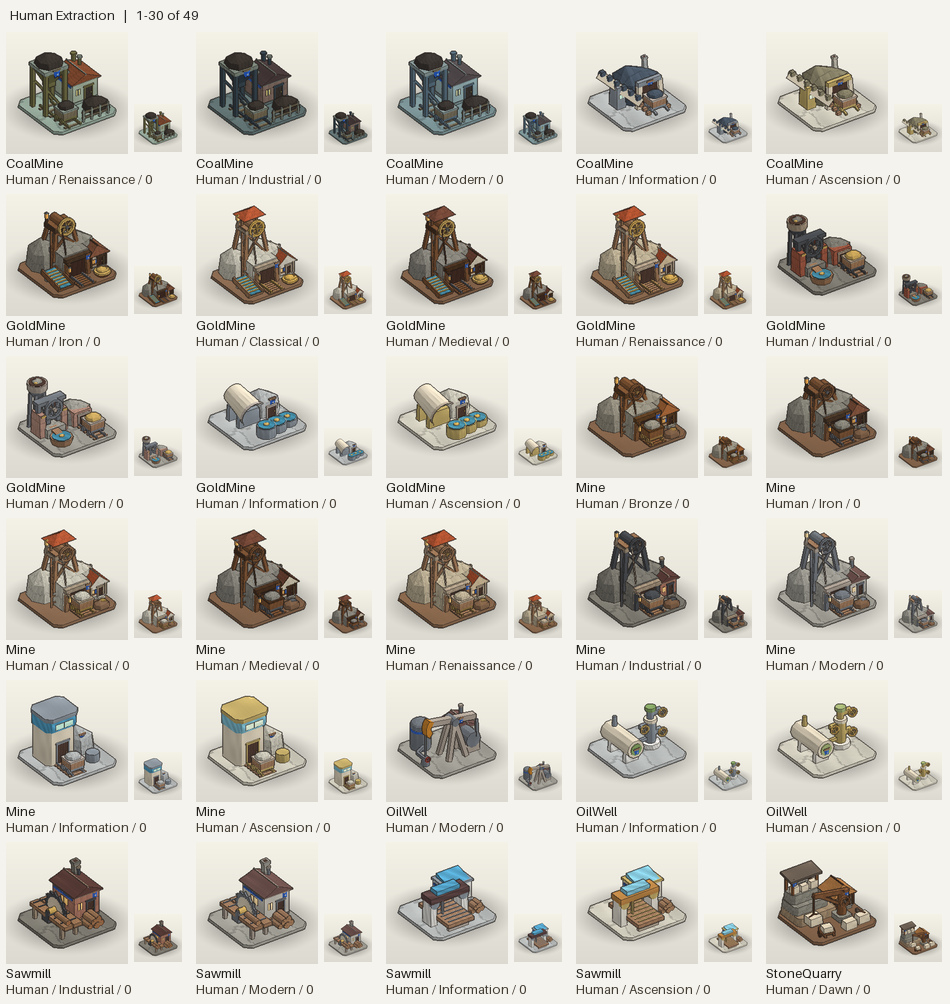 Human Extraction | 1-30 of 49
CoalMine
Human / Renaissance / 0
CoalMine
Human / Industrial / 0
CoalMine
Human / Modern / 0
CoalMine
Human / Information / 0
CoalMine
Human / Ascension / 0
GoldMine
Human / Iron / 0
GoldMine
Human / Classical / 0
GoldMine
Human / Medieval / 0
GoldMine
Human / Renaissance / 0
GoldMine
Human / Industrial / 0
GoldMine
Human / Modern / 0
GoldMine
Human / Information / 0
GoldMine
Human / Ascension / 0
Mine
Human / Bronze / 0
Mine
Human / Iron / 0
Mine
Human / Classical / 0
Mine
Human / Medieval / 0
Mine
Human / Renaissance / 0
Mine
Human / Industrial / 0
Mine
Human / Modern / 0
Mine
Human / Information / 0
Mine
Human / Ascension / 0
OilWell
Human / Modern / 0
OilWell
Human / Information / 0
OilWell
Human / Ascension / 0
Sawmill
Human / Industrial / 0
Sawmill
Human / Modern / 0
Sawmill
Human / Information / 0
Sawmill
Human / Ascension / 0
StoneQuarry
Human / Dawn / 0